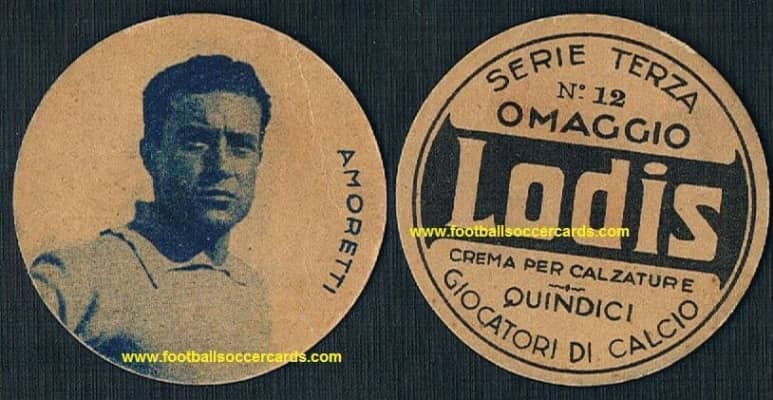 AMORETTI
www.footballsoccercards.com
SERIE TERZA
Nº 12
OMAGGIO
Lodis
www.footballsoccercards.com
CREMA PER CALZATURE
QUINDICI
GIOCATORI DI CALCIO